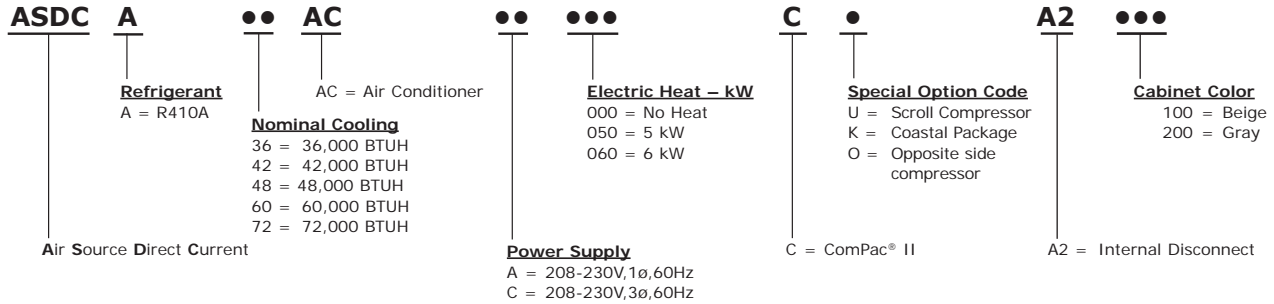 ASDC A •• AC •• ••• C • A2 •••
Refrigerant
A = R410A
Nominal Cooling
36 = 36,000 BTUH
42 = 42,000 BTUH
48 = 48,000 BTUH
60 = 60,000 BTUH
72 = 72,000 BTUH
Air Source Direct Current
AC = Air Conditioner
Power Supply
A = 208-230V,1ø,60Hz
C = 208-230V,3ø,60Hz
Electric Heat – kW
000 = No Heat
050 = 5 kW
060 = 6 kW
C = ComPac® II
Special Option Code
U = Scroll Compressor
K = Coastal Package
O = Opposite side
compressor
A2 = Internal Disconnect
Cabinet Color
100 = Beige
200 = Gray